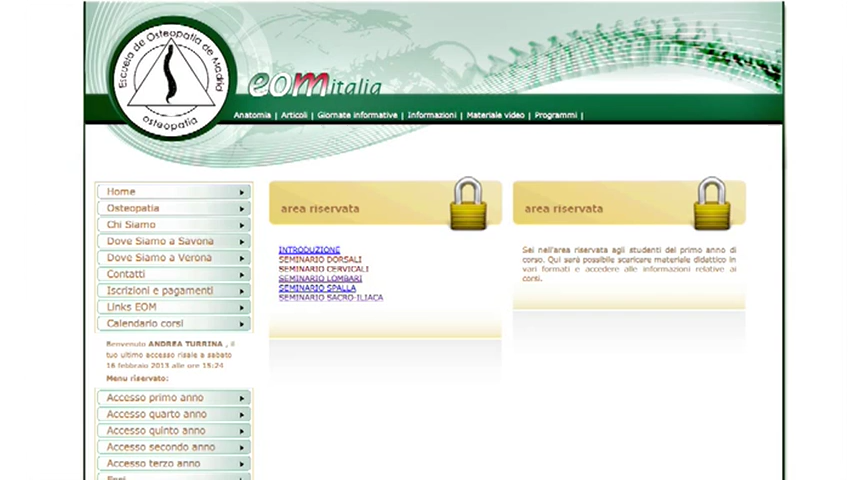 Escuela de Osteopatia de Madrid
osteopatia
eomitalia
Anatomia | Articoli | Giornate informative | Informazioni | Materiale video | Programmi |
Home
Osteopatia
Chi Siamo
Dove Siamo a Savona
Dove Siamo a Verona
Contatti
Iscrizioni e pagamenti
Links EOM
Calendario corsi
Benvenuto ANDREA TURRINA , il
tuo ultimo accesso risale a sabato
16 febbraio 2013 alle ore 15:24
Menu riservato:
Accesso primo anno
Accesso quarto anno
Accesso quinto anno
Accesso secondo anno
Accesso terzo anno
area riservata
INTRODUZIONE
SEMINARIO DORSALI
SEMINARIO CERVICALI
SEMINARIO LOMBARI
SEMINARIO SPALLA
SEMINARIO SACRO-ILIACA
area riservata
Sei nell'area riservata agli studenti del primo anno di
corso. Qui sarà possibile scaricare materiale didattico in
vari formati e accedere alle informazioni relative ai
corsi.